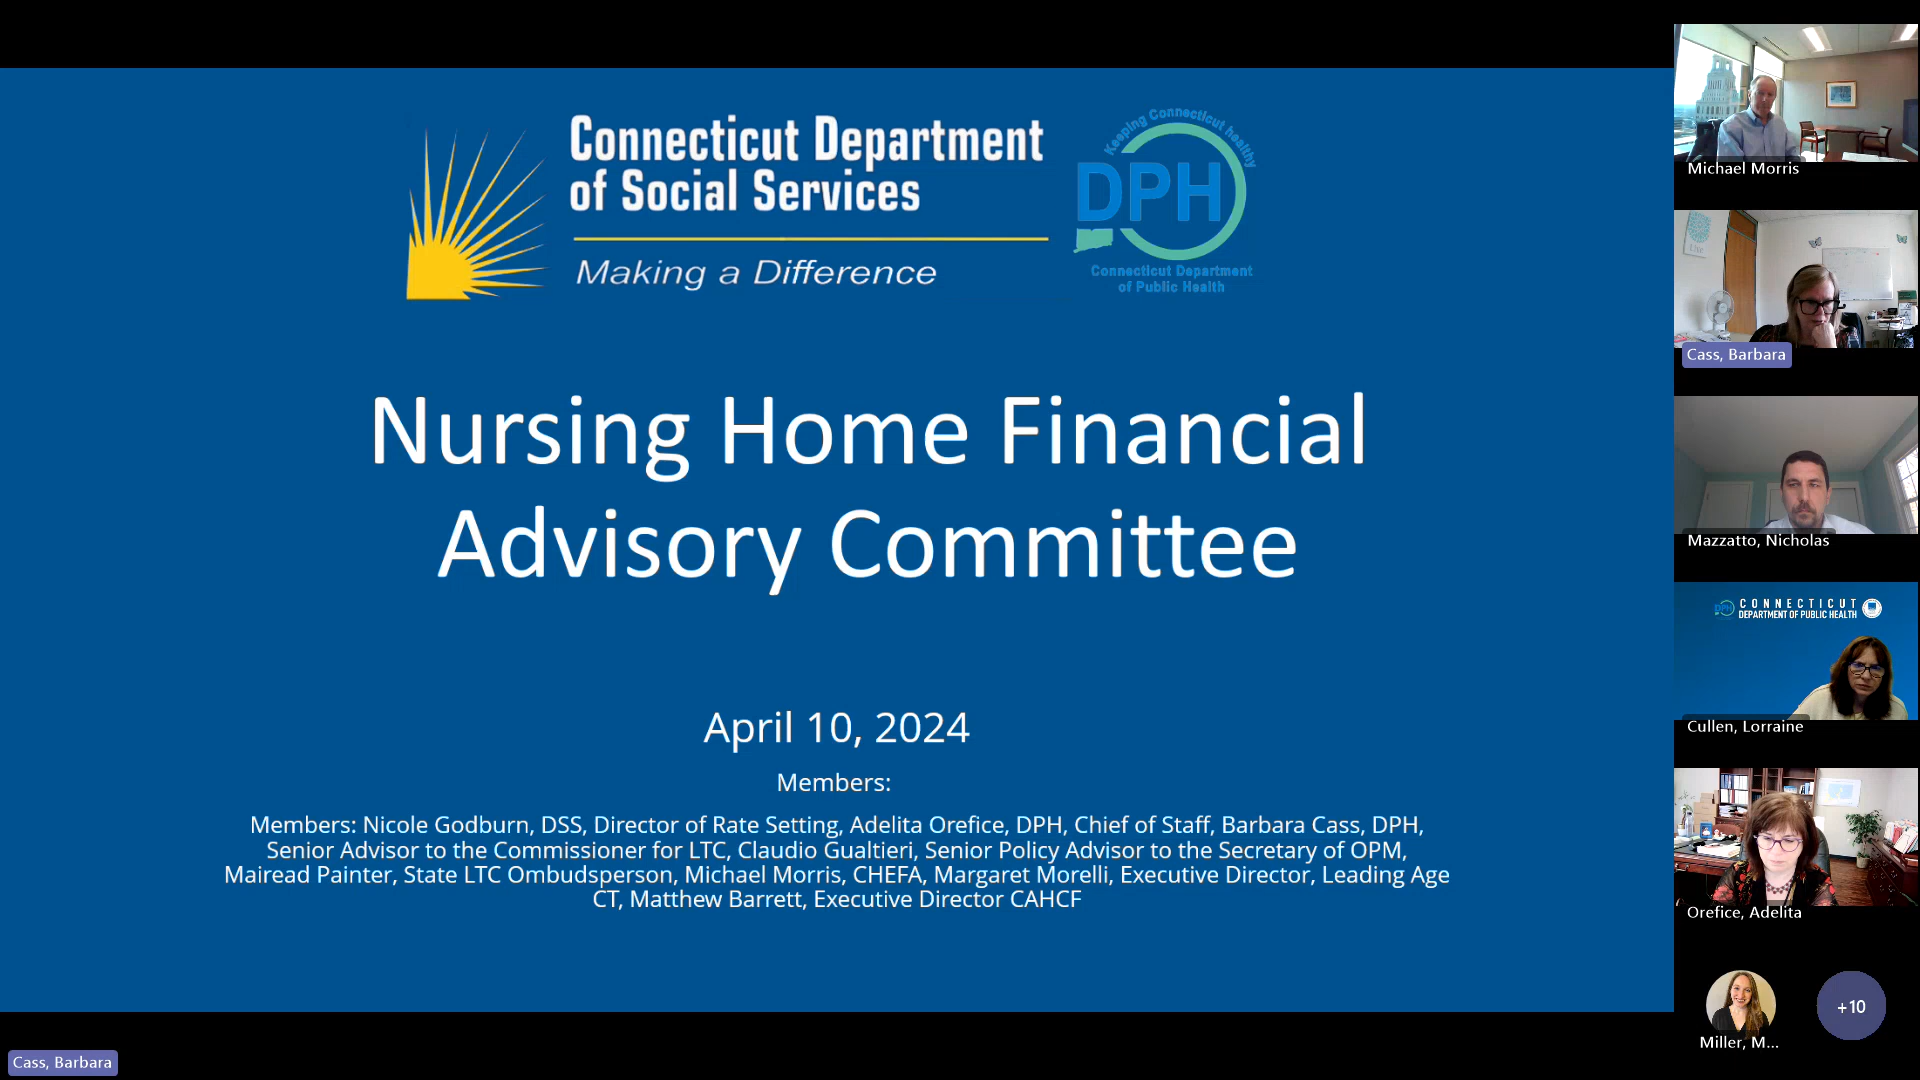 Connecticut Department
of Social Services
Making a Difference
Keeping Connecticut healthy
DPH
Connecticut Department
of Public Health
Nursing Home Financial
Advisory Committee
April 10, 2024
Members:
Members: Nicole Godburn, DSS, Director of Rate Setting, Adelita Orefice, DPH, Chief of Staff, Barbara Cass, DPH,
Senior Advisor to the Commissioner for LTC, Claudio Gualtieri, Senior Policy Advisor to the Secretary of OPM,
Mairead Painter, State LTC Ombudsperson, Michael Morris, CHEFA, Margaret Morelli, Executive Director, Leading Age
CT, Matthew Barrett, Executive Director CAHCF
Cass, Barbara
Michael Morris
Cass, Barbara
Mazzatto, Nicholas
DPH
CONNECTICUT
DEPARTMENT OF PUBLIC HEALTH
Cullen, Lorraine
Orefice, Adelita
Miller, M...
+10